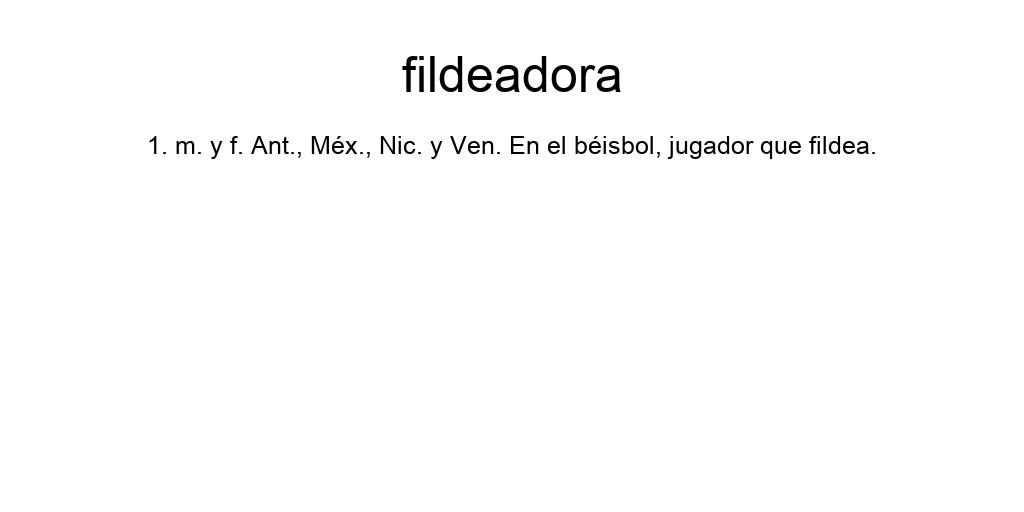 fildeadora
1. m. y f. Ant., Méx., Nic. y Ven. En el béisbol, jugador que fildea.